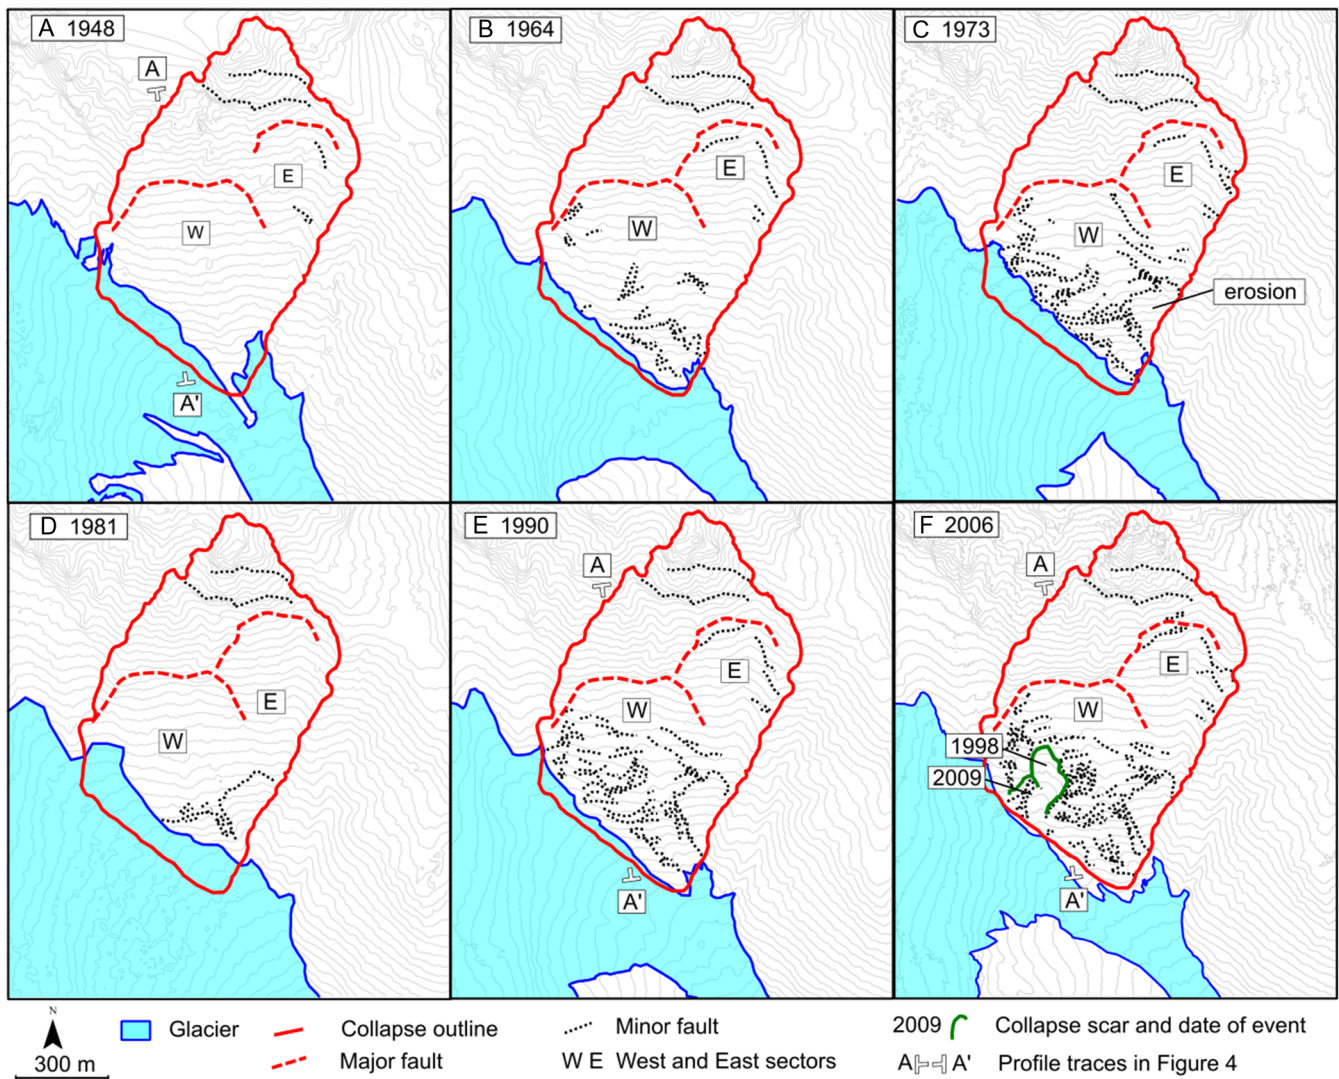 A 1948
A
E
W
A'
B 1964
E
W
C 1973
E
W
erosion
D 1981
E
W
E 1990
A
E
W
A'
F 2006
A
E
W
1998
2009
A'
N
300 m
Glacier
Collapse outline
Major fault
Minor fault
W E West and East sectors
2009 Collapse scar and date of event
A A' Profile traces in Figure 4